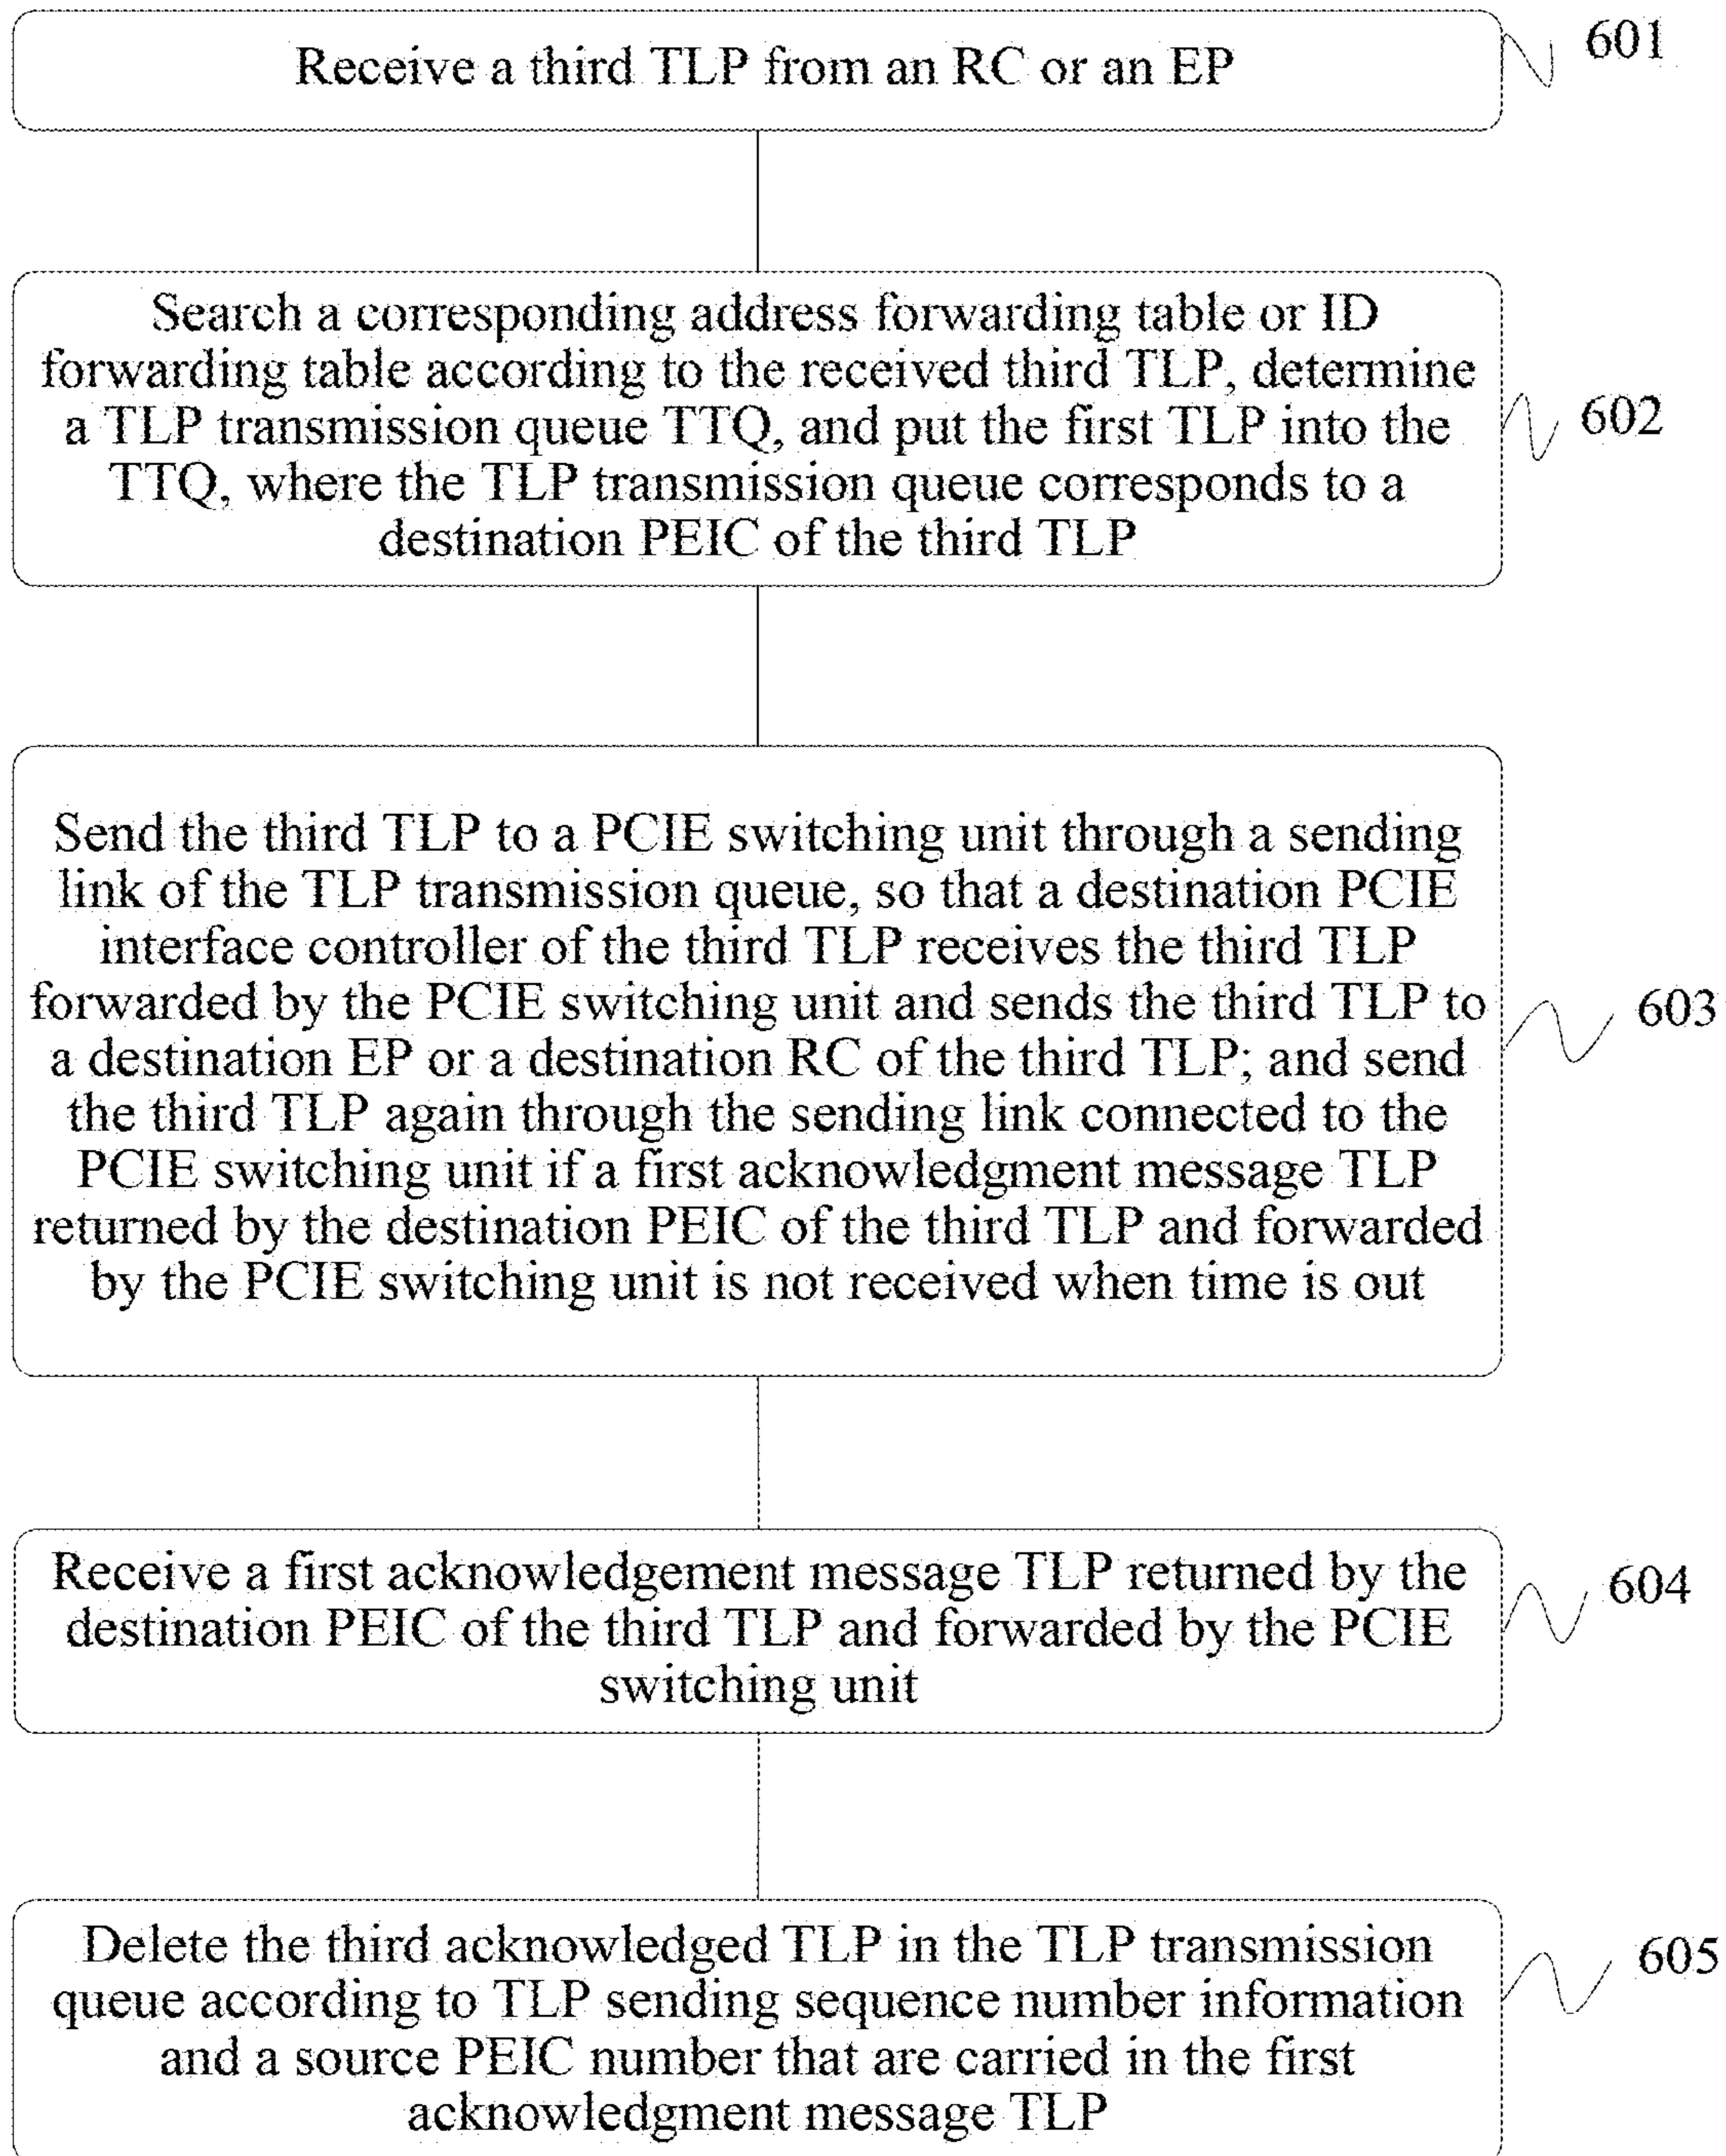 Receive a third TLP from an RC or an EP
601
Search a corresponding address forwarding table or ID
forwarding table according to the received third TLP, determine
a TLP transmission queue TTQ, and put the first TLP into the
TTQ, where the TLP transmission queue corresponds to a
destination PEIC of the third TLP
602
Send the third TLP to a PCIE switching unit through a sending
link of the TLP transmission queue, so that a destination PCIE
interface controller of the third TLP receives the third TLP
forwarded by the PCIE switching unit and sends the third TLP to
a destination EP or a destination RC of the third TLP; and send
the third TLP again through the sending link connected to the
PCIE switching unit if a first acknowledgment message TLP
returned by the destination PEIC of the third TLP and forwarded
by the PCIE switching unit is not received when time is out
603
Receive a first acknowledgement message TLP returned by the
destination PEIC of the third TLP and forwarded by the PCIE
switching unit
604
Delete the third acknowledged TLP in the TLP transmission
queue according to TLP sending sequence number information
and a source PEIC number that are carried in the first
acknowledgment message TLP
605